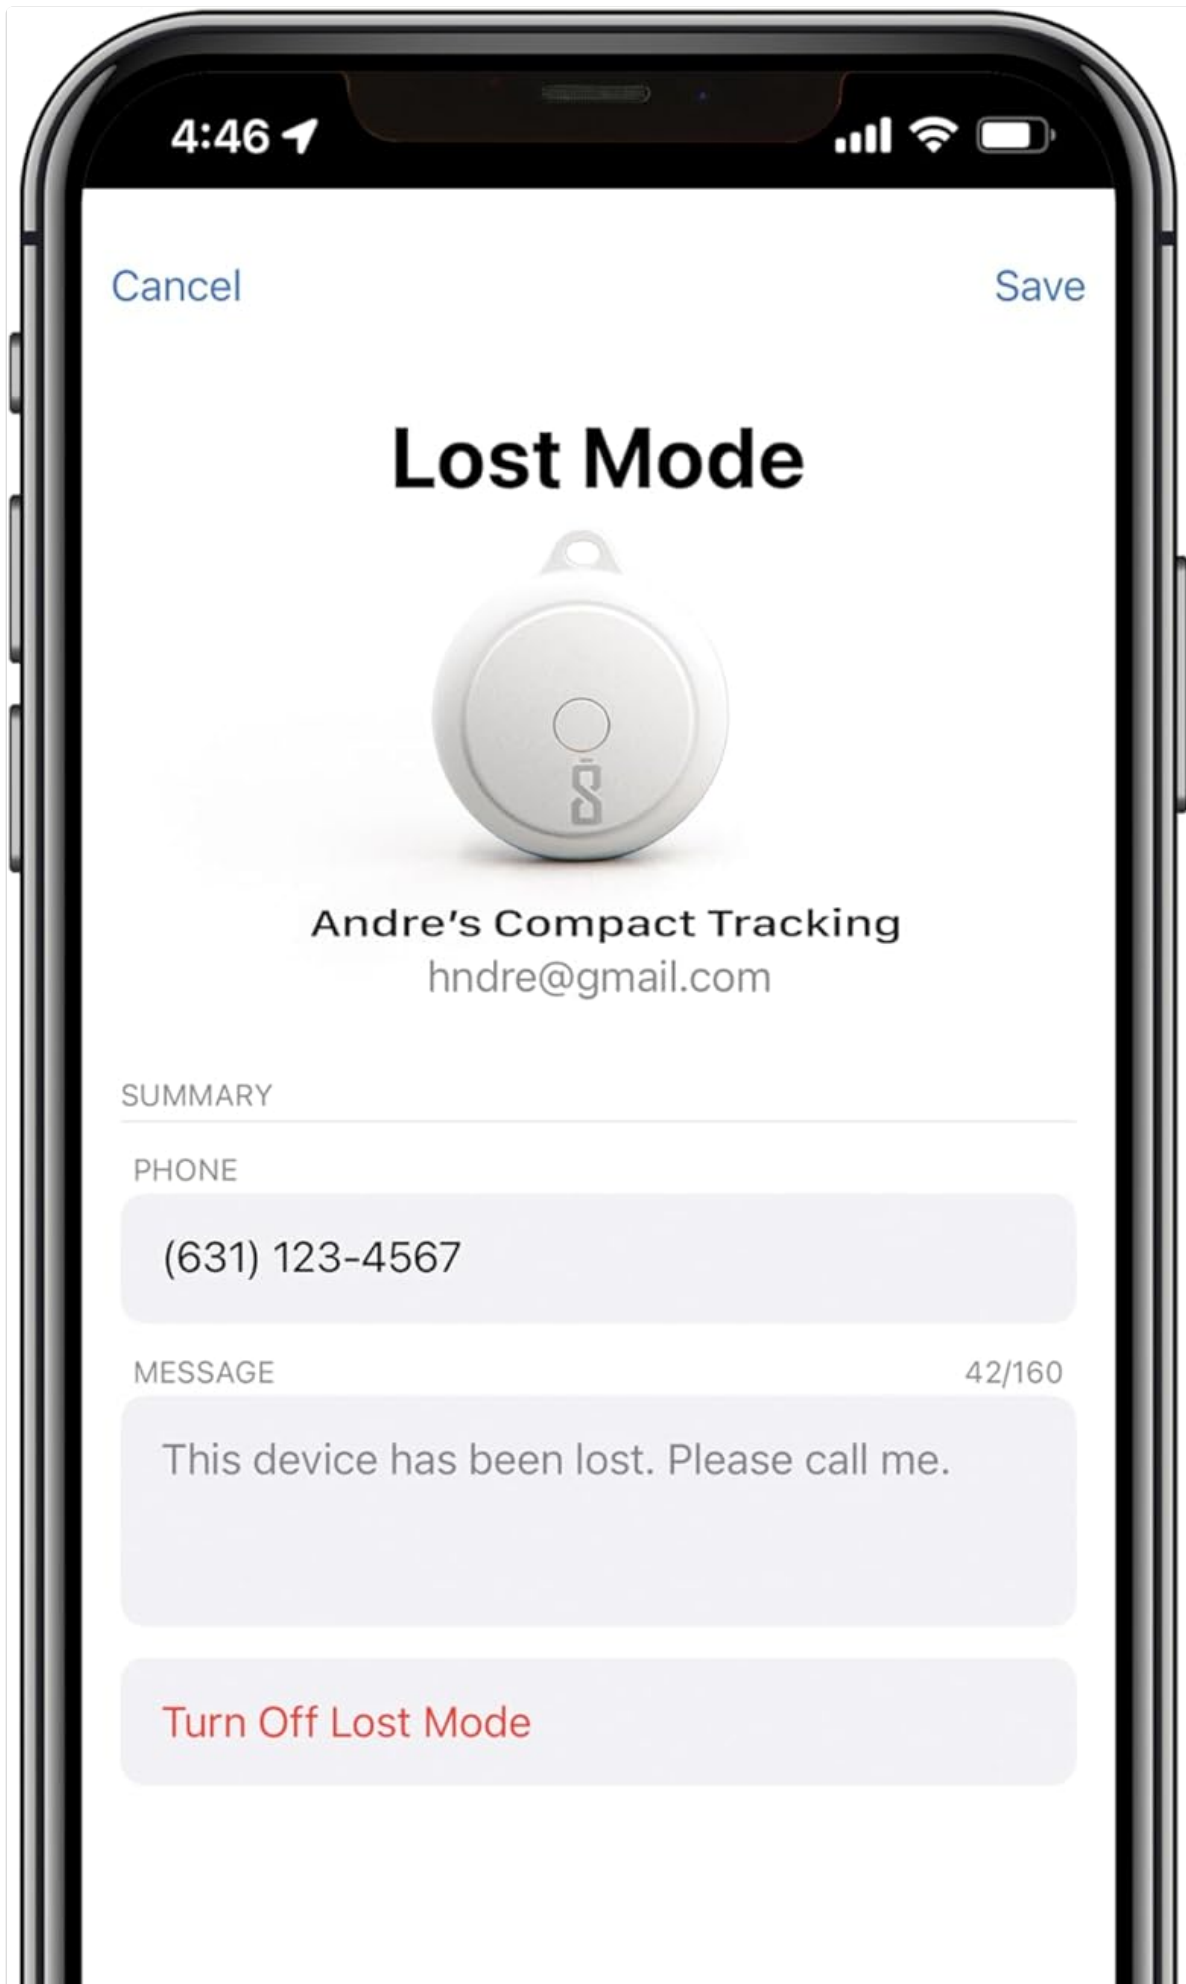 4:46
Cancel
Save
Lost Mode
Andre's Compact Tracking
hndre@gmail.com
SUMMARY
PHONE
(631) 123-4567
MESSAGE
42/160
This device has been lost. Please call me.
Turn Off Lost Mode